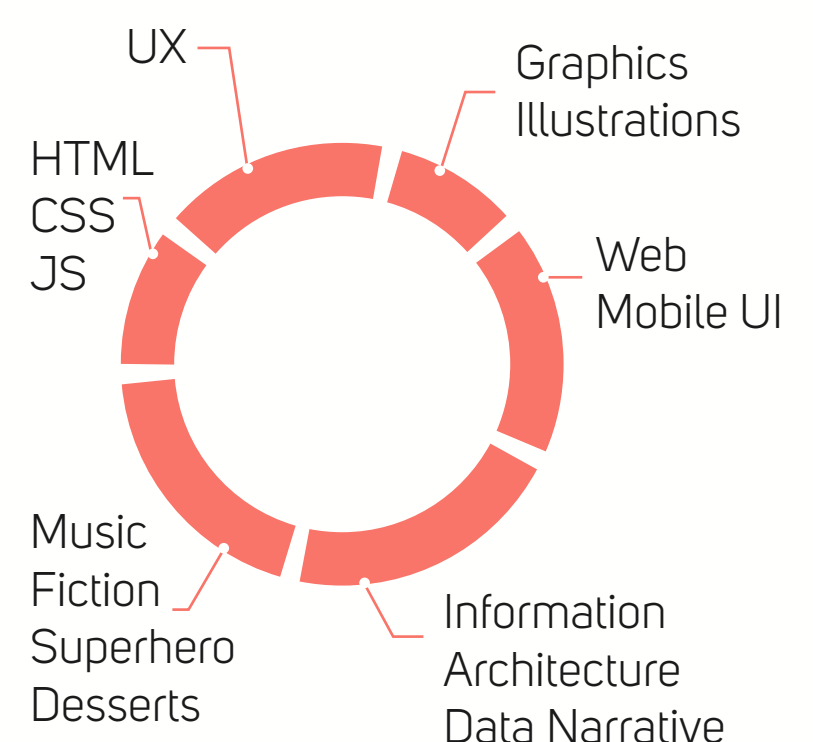 UX
Graphics
Illustrations
HTML
CSS
JS
Web
Mobile UI
Music
Fiction
Superhero
Desserts
Information
Architecture
Data Narrative